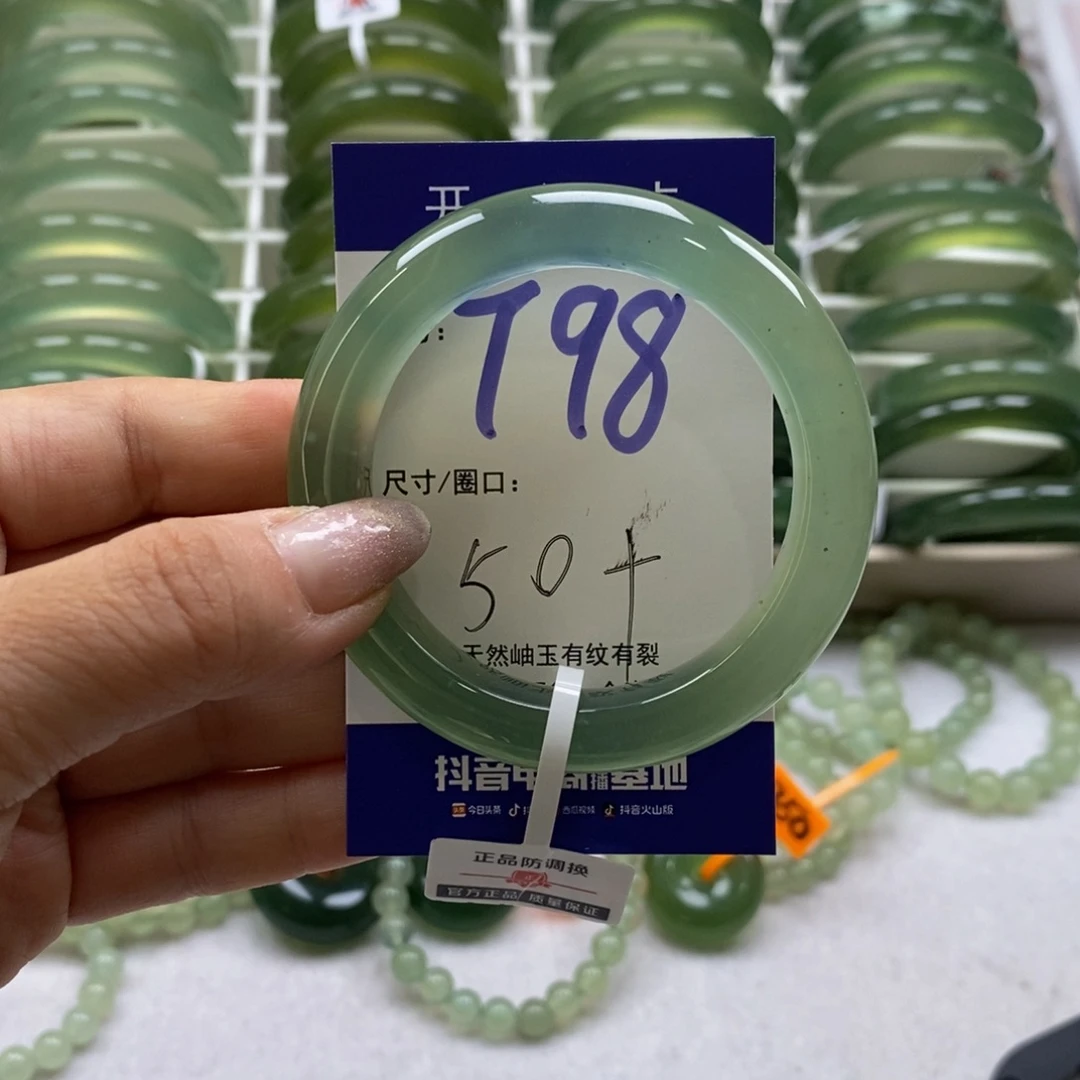 开
798
尺寸/圈口：
50+
天然岫玉有纹有裂
抖音电商直播基地
今日头条 抖 西瓜视频 抖音火山版
正品防调换
官方正品/质量保证
350